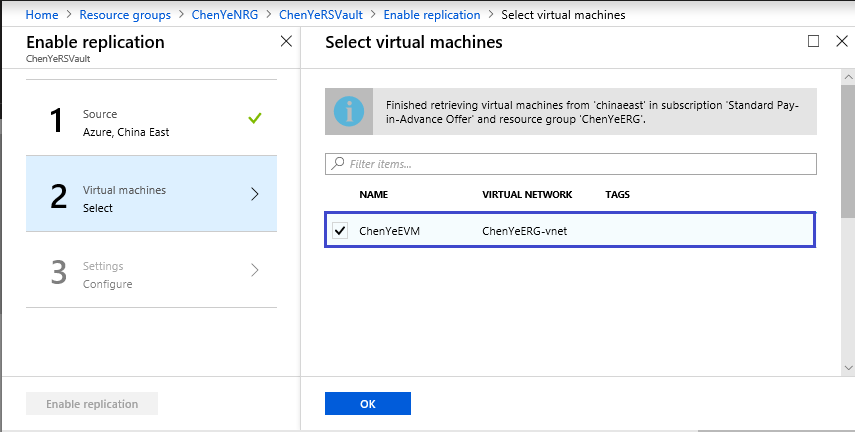 Home > Resource groups > ChenYeNRG > ChenYeRSVault > Enable replication > Select virtual machines
Enable replication
ChenYeRSVault
1
Source
Azure, China East
2
Virtual machines
Select
3
Settings
Configure
Enable replication
Select virtual machines
Finished retrieving virtual machines from 'chinaeast' in subscription 'Standard Pay-
in-Advance Offer' and resource group 'ChenYeERG'.
Filter items...
NAME VIRTUAL NETWORK TAGS
ChenYeEVM ChenYeERG-vnet
OK